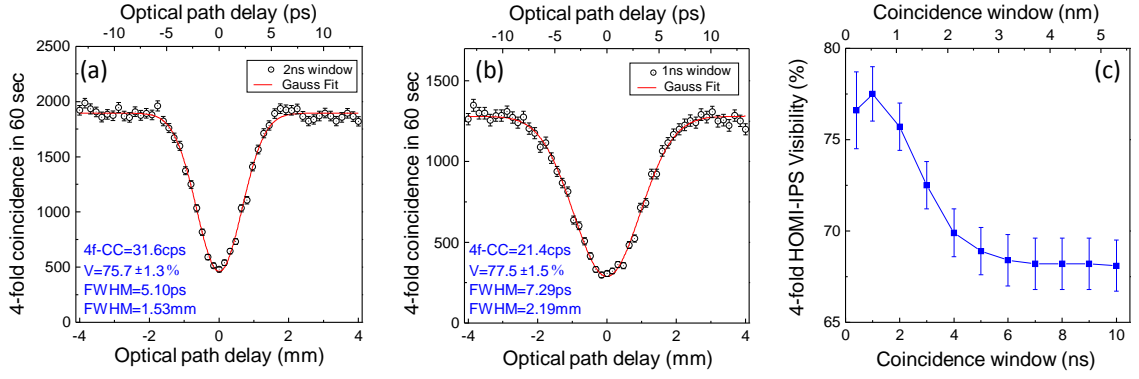 Optical path delay (ps)
-10 -5 0 5 10
(a)
2ns window
Gauss Fit
4-fold coincidence in 60 sec
2500
2000
1500
1000
500
0
4f-CC=31.6cps
V=75.7±1.3%
FWHM=5.10ps
FWHM=1.53mm
-4 -2 0 2 4
Optical path delay (mm)
Optical path delay (ps)
-10 -5 0 5 10
(b)
1ns window
Gauss Fit
4-fold coincidence in 60 sec
1500
1000
500
0
4f-CC=21.4cps
V=77.5±1.5%
FWHM=7.29ps
FWHM=2.19mm
-4 -2 0 2 4
Optical path delay (mm)
Coincidence window (nm)
0 1 2 3 4 5
(c)
4-fold HOMI-IPS Visibility (%)
80
75
70
65
0 2 4 6 8 10
Coincidence window (ns)